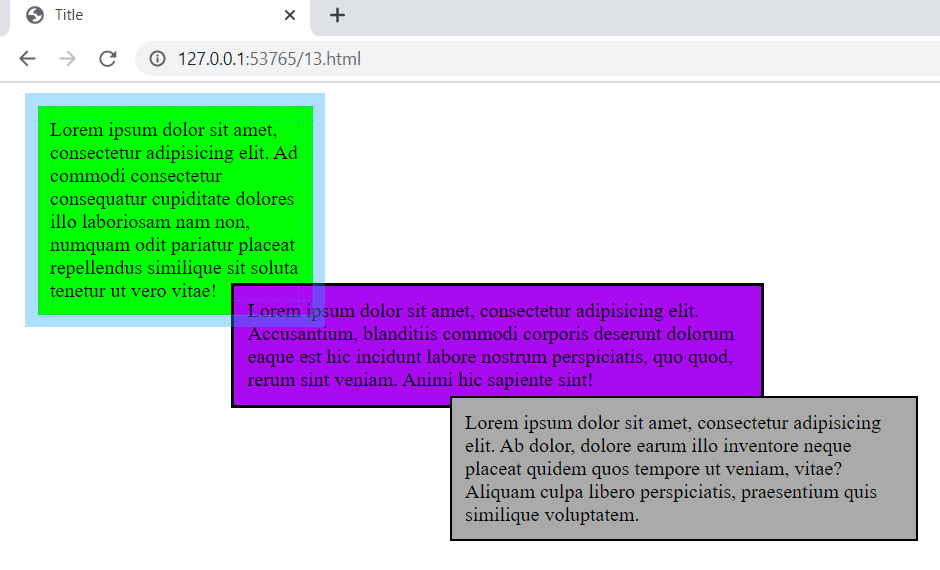 Title
127.0.0.1:53765/13.html
Lorem ipsum dolor sit amet,
consectetur adipisicing elit. Ad
commodi consectetur
consequatur cupiditate dolores
illo laboriosam nam non,
numquam odit pariatur placeat
repellendus similique sit soluta
tenetur ut vero vitae!
Lorem ipsum dolor sit amet, consectetur adipisicing elit.
Accusantium, blanditiis commodi corporis deserunt dolorum
eaque est hic incidunt labore nostrum perspiciatis, quo quod,
rerum sint veniam. Animi hic sapiente sint!
Lorem ipsum dolor sit amet, consectetur adipisicing
elit. Ab dolor, dolore earum illo inventore neque
placeat quidem quos tempore ut veniam, vitae?
Aliquam culpa libero perspiciatis, praesentium quis
similique voluptatem.